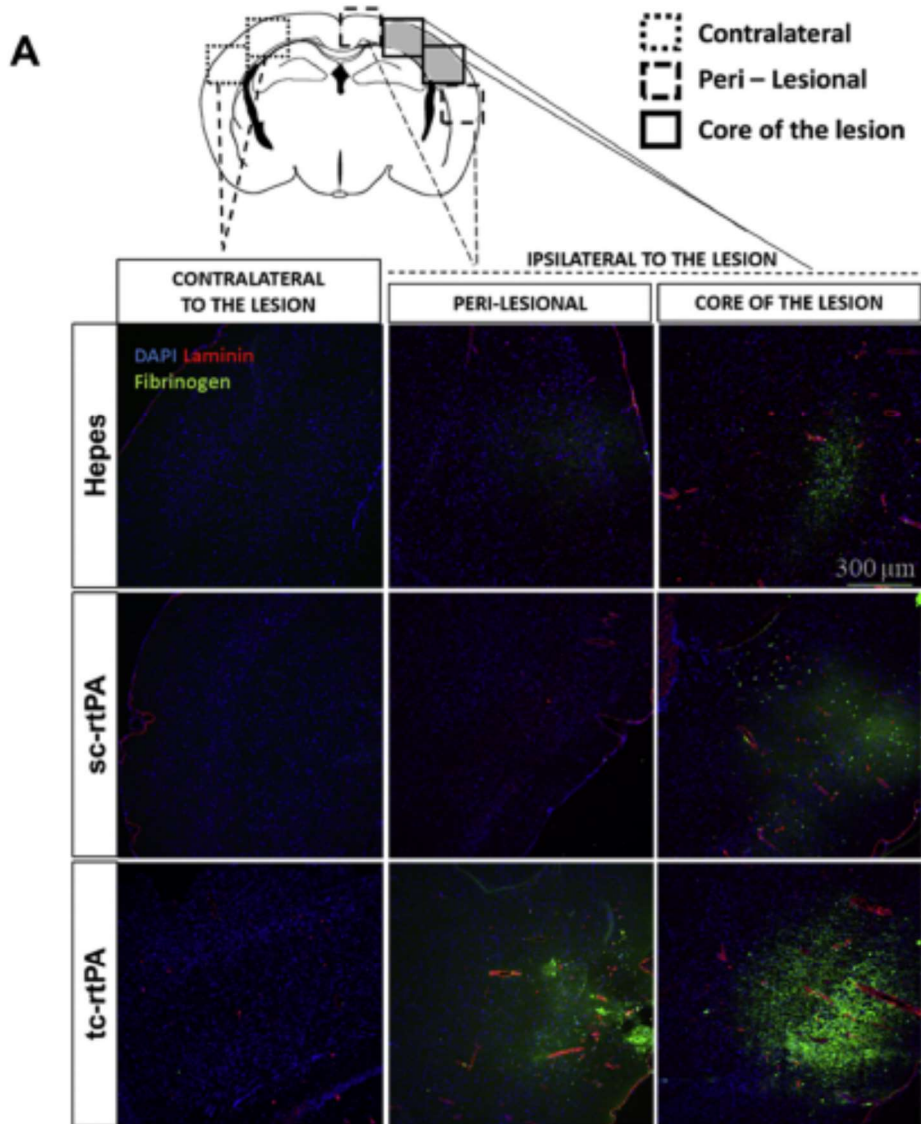 A
Contralateral
Peri – Lesional
Core of the lesion
IPSILATERAL TO THE LESION
CONTRALATERAL
TO THE LESION
PERI-LESIONAL
CORE OF THE LESION
Hepes
DAPI Laminin
Fibrinogen
300 µm
sc-rtPA
tc-rtPA